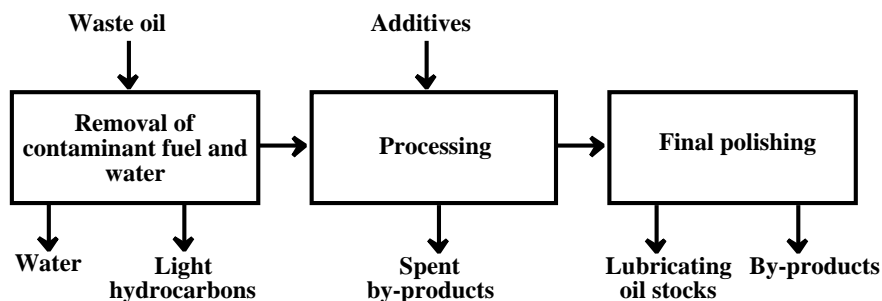 Waste oil
Additives
Removal of
contaminant fuel and
water
Processing
Final polishing
Water
Light
hydrocarbons
Spent
by-products
Lubricating
oil stocks
By-products